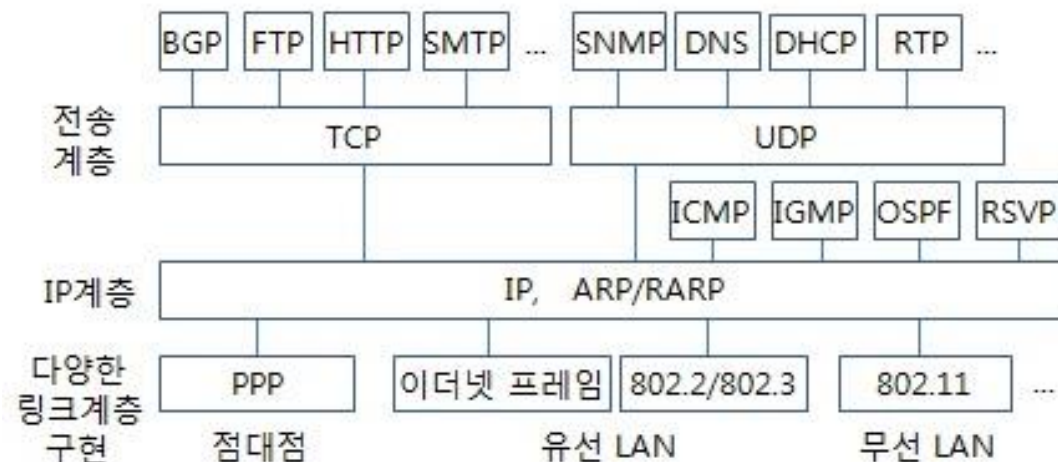 BGP FTP HTTP SMTP ... SNMP DNS DHCP RTP ...
전송
계층
TCP UDP
ICMP IGMP OSPF RSVP
IP계층 IP, ARP/RARP
다양한
링크계층
구현
PPP 이더넷 프레임 802.2/802.3 802.11 ...
점대점 유선 LAN 무선 LAN